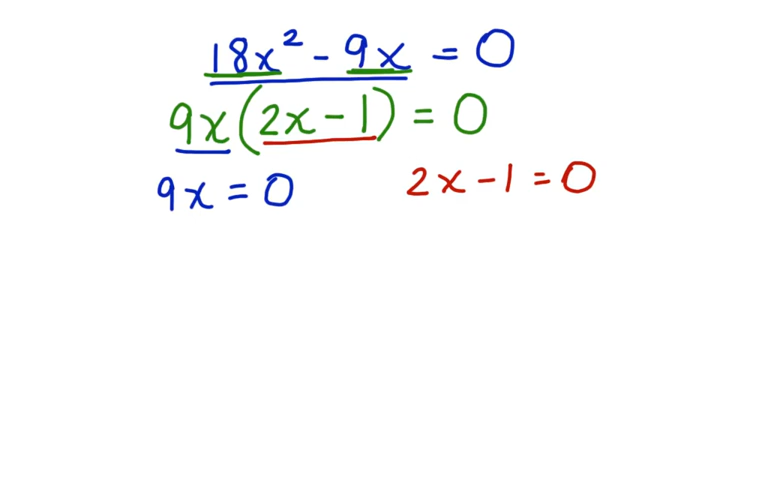 18x² - 9x = 0
9x(2x - 1) = 0
9x = 0 2x - 1 = 0